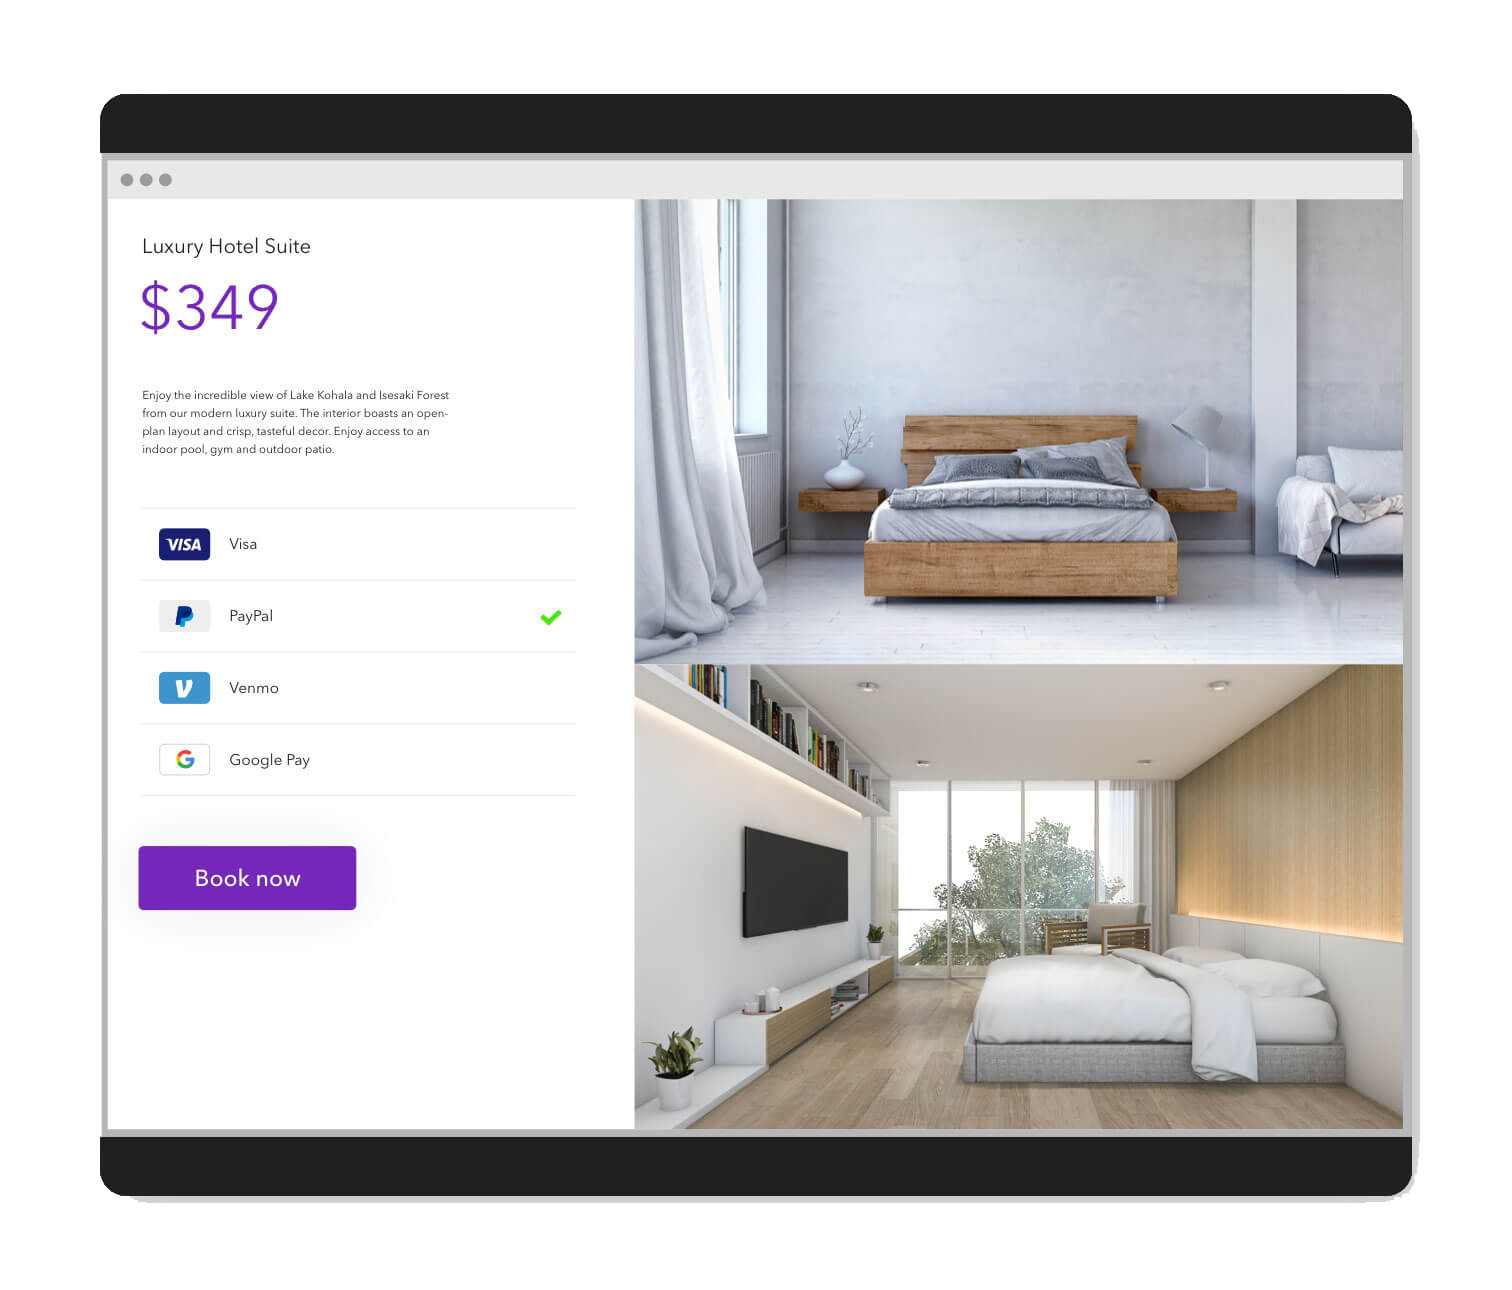 Luxury Hotel Suite
$349
Enjoy the incredible view of Lake Kohala and Isesaki Forest
from our modern luxury suite. The interior boasts an open-
plan layout and crisp, tasteful decor. Enjoy access to an
indoor pool, gym and outdoor patio.
VISA Visa
PayPal
Venmo
Google Pay
Book now